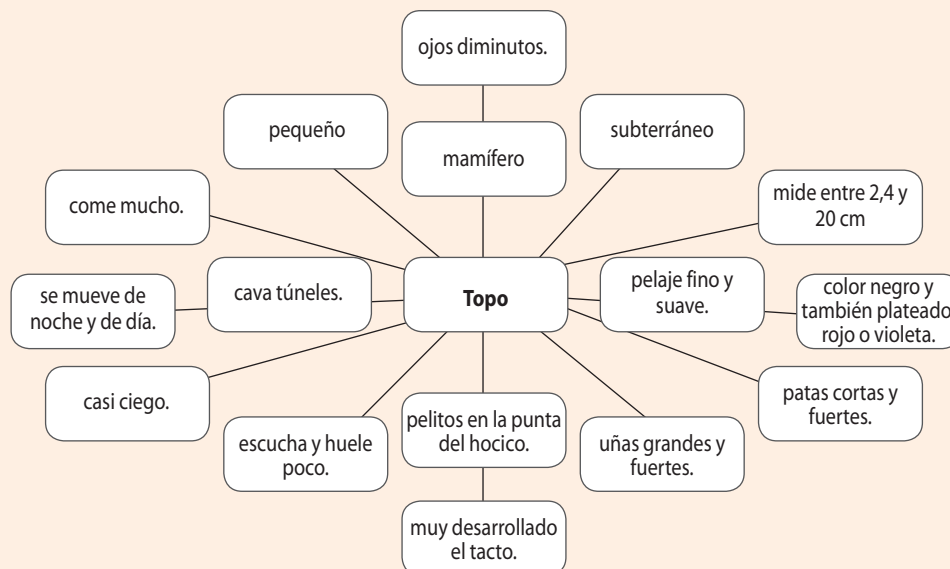 ojos diminutos.
pequeño
mamífero
subterráneo
come mucho.
mide entre 2,4 y
20 cm
se mueve de
noche y de día.
cava túneles.
Topo
pelaje fino y
suave.
color negro y
también plateado
rojo o violeta.
casi ciego.
escucha y huele
poco.
pelitos en la punta
del hocico.
uñas grandes y
fuertes.
patas cortas y
fuertes.
muy desarrollado
el tacto.